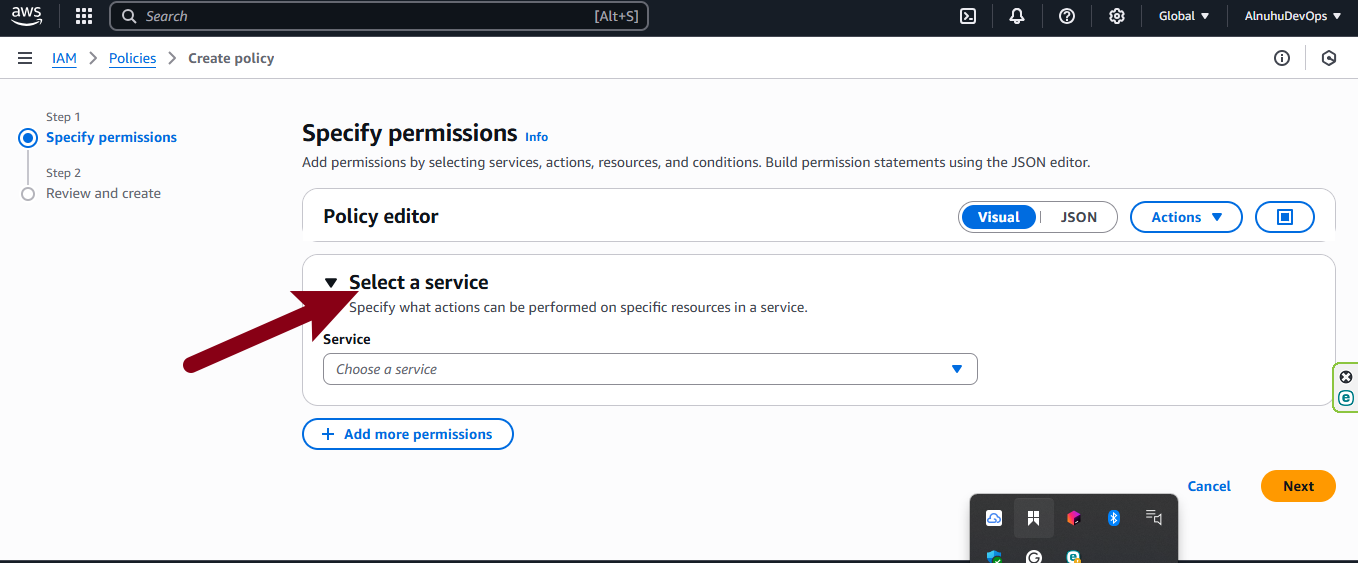 aws
Search [Alt+S] Global AlnuhuDevOps
IAM Policies Create policy
Step 1
Specify permissions
Step 2
Review and create
Specify permissions Info
Add permissions by selecting services, actions, resources, and conditions. Build permission statements using the JSON editor.
Policy editor Visual JSON Actions
Select a service
Specify what actions can be performed on specific resources in a service.
Service
Choose a service
Add more permissions
Cancel Next